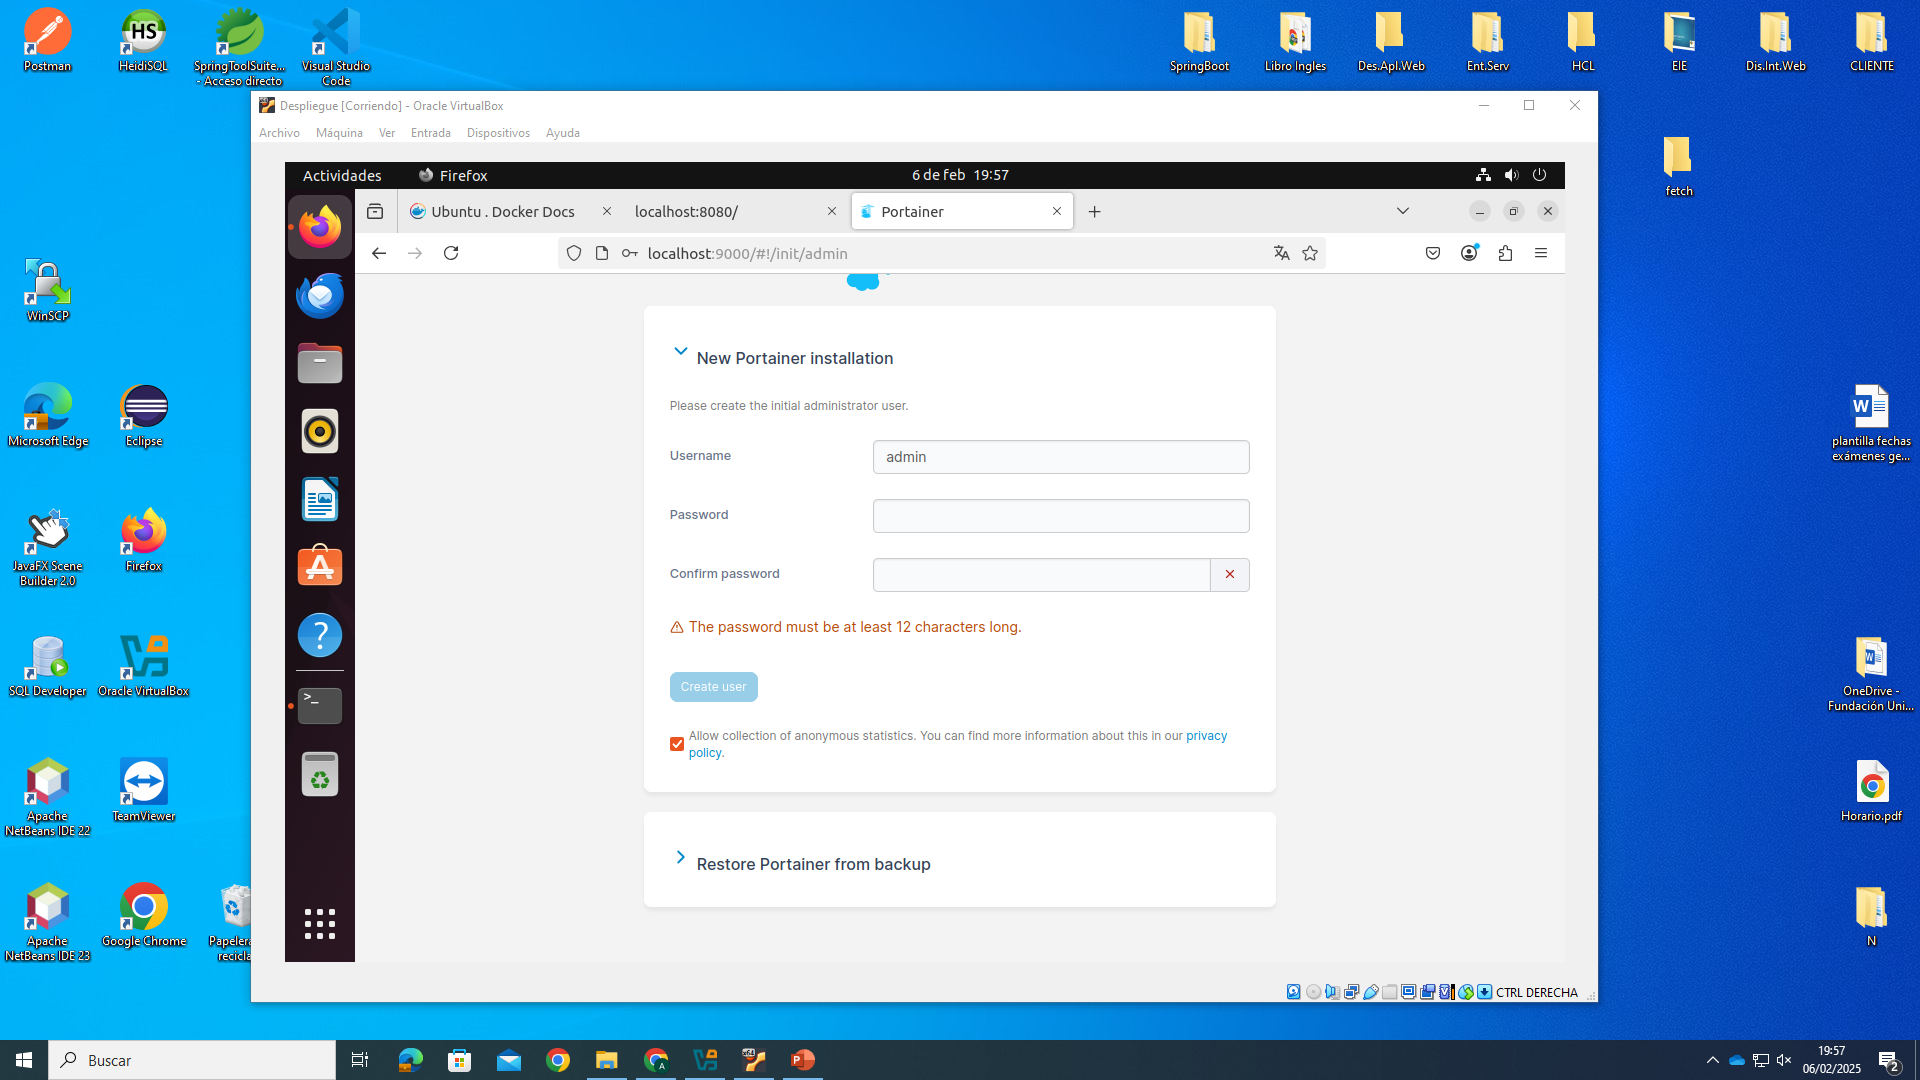 Postman
HeidiSQL
SpringToolSuite...
- Acceso directo
Visual Studio
Code
SpringBoot
Libro Ingles
Des.Apl.Web
Ent.Serv
HCL
EIE
Dis.Int.Web
CLIENTE
Despliegue [Corriendo] - Oracle VirtualBox
Archivo Máquina Ver Entrada Dispositivos Ayuda
Actividades
Firefox
6 de feb 19:57
fetch
Ubuntu . Docker Docs
localhost:8080/
Portainer
localhost:9000/#!/init/admin
New Portainer installation
Please create the initial administrator user.
Username
admin
Password
Confirm password
The password must be at least 12 characters long.
Create user
Allow collection of anonymous statistics. You can find more information about this in our privacy
policy.
Restore Portainer from backup
CTRL DERECHA
WinSCP
Microsoft Edge
Eclipse
JavaFX Scene
Builder 2.0
Firefox
SQL Developer
Oracle VirtualBox
Apache
NetBeans IDE 22
TeamViewer
Apache
NetBeans IDE 23
Google Chrome
Papelera
recicla
plantilla fechas
exámenes ge...
OneDrive -
Fundación Uni...
Horario.pdf
N
Buscar
19:57
06/02/2025
2